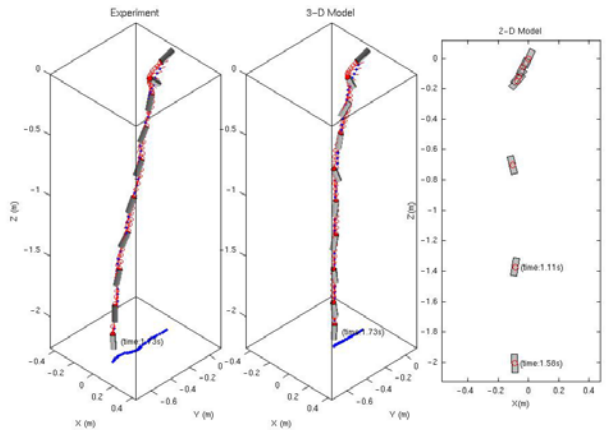 Experiment
3-D Model
2-D Model
0
-0.5
-1
-1.5
-2
Z (m)
(time:1.73s)
-0.4
-0.2
0
0.2
0.4
X (m)
-0.6
-0.4
-0.2
0
Y (m)
0
-0.5
-1
-1.5
-2
Z (m)
(time:1.73s)
-0.4
-0.2
0
0.2
0.4
X (m)
-0.6
-0.4
-0.2
0
Y (m)
0
-0.2
-0.4
-0.6
-0.8
-1
-1.2
-1.4
-1.6
-1.8
-2
Z(m)
(time:1.11s)
(time:1.58s)
-0.4
-0.2
0
0.2
0.4
X(m)